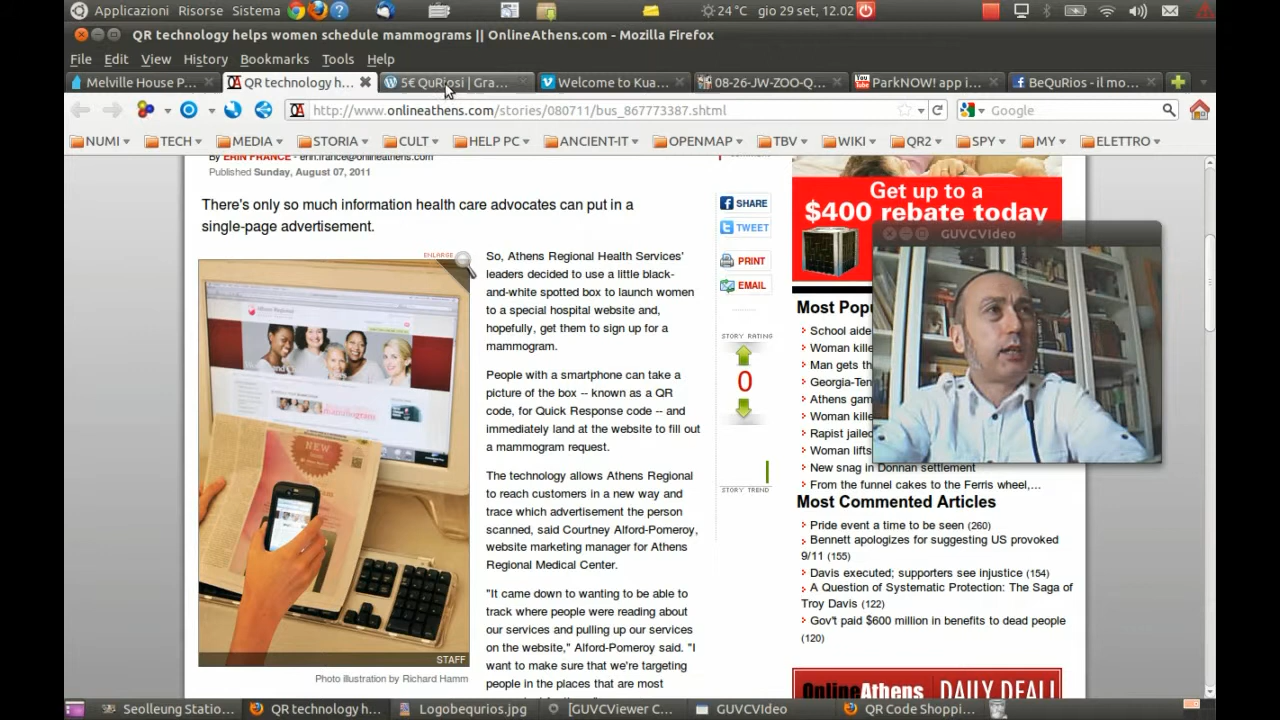 Applicazioni Risorse Sistema 24 °C gio 29 set, 12.02
QR technology helps women schedule mammograms || OnlineAthens.com - Mozilla Firefox
File Edit View History Bookmarks Tools Help
Melville House P... QR technology h... 5€ QuRiosi | Gra... Welcome to Kua... 08-26-JW-ZOO-Q... ParkNOW! app i... BeQuRios - il mo...
http://www.onlineathens.com/stories/080711/bus_867773387.shtml Google
NUMI TECH MEDIA STORIA CULT HELP PC ANCIENT-IT OPENMAP TBV WIKI QR2 SPY MY ELETTRO
By ERIN FRANCE - erin.france@onlineathens.com
Published Sunday, August 07, 2011
There's only so much information health care advocates can put in a
single-page advertisement.
ENLARGE
STAFF
Photo illustration by Richard Hamm
So, Athens Regional Health Services'
leaders decided to use a little black-
and-white spotted box to launch women
to a special hospital website and,
hopefully, get them to sign up for a
mammogram.
People with a smartphone can take a
picture of the box -- known as a QR
code, for Quick Response code -- and
immediately land at the website to fill out
a mammogram request.
The technology allows Athens Regional
to reach customers in a new way and
trace which advertisement the person
scanned, said Courtney Alford-Pomeroy,
website marketing manager for Athens
Regional Medical Center.
"It came down to wanting to be able to
track where people were reading about
our services and pulling up our services
on the website," Alford-Pomeroy said. "I
want to make sure that we're targeting
people in the places that are most
SHARE
TWEET
PRINT
EMAIL
STORY RATING
0
STORY TREND
Get up to a
$400 rebate today
GUVCVIdeo
Most Popu
School aide
Woman kille
Man gets th
Georgia-Ten
Athens gam
Woman kille
Rapist jailed
Woman lifts
New snag in Donnan settlement
From the funnel cakes to the Ferris wheel,...
Most Commented Articles
Pride event a time to be seen (260)
Bennett apologizes for suggesting US provoked
9/11 (155)
Davis executed; supporters see injustice (154)
A Question of Systematic Protection: The Saga of
Troy Davis (122)
Gov't paid $600 million in benefits to dead people
(120)
OnlineAthens DAILY DEAL!
Seolleung Statio... QR technology h... Logobequrios.jpg [GUVCViewer C... GUVCVIdeo QR Code Shoppi...